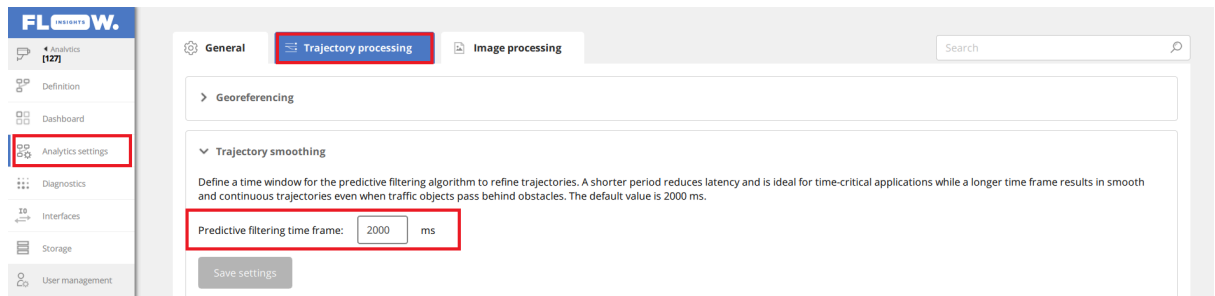 FLOW.
INSIGHTS
Analytics
[127]
Definition
Dashboard
Analytics settings
Diagnostics
IO
Interfaces
Storage
User management
General
Trajectory processing
Image processing
Search
Georeferencing
Trajectory smoothing
Define a time window for the predictive filtering algorithm to refine trajectories. A shorter period reduces latency and is ideal for time-critical applications while a longer time frame results in smooth
and continuous trajectories even when traffic objects pass behind obstacles. The default value is 2000 ms.
Predictive filtering time frame: 2000 ms
Save settings